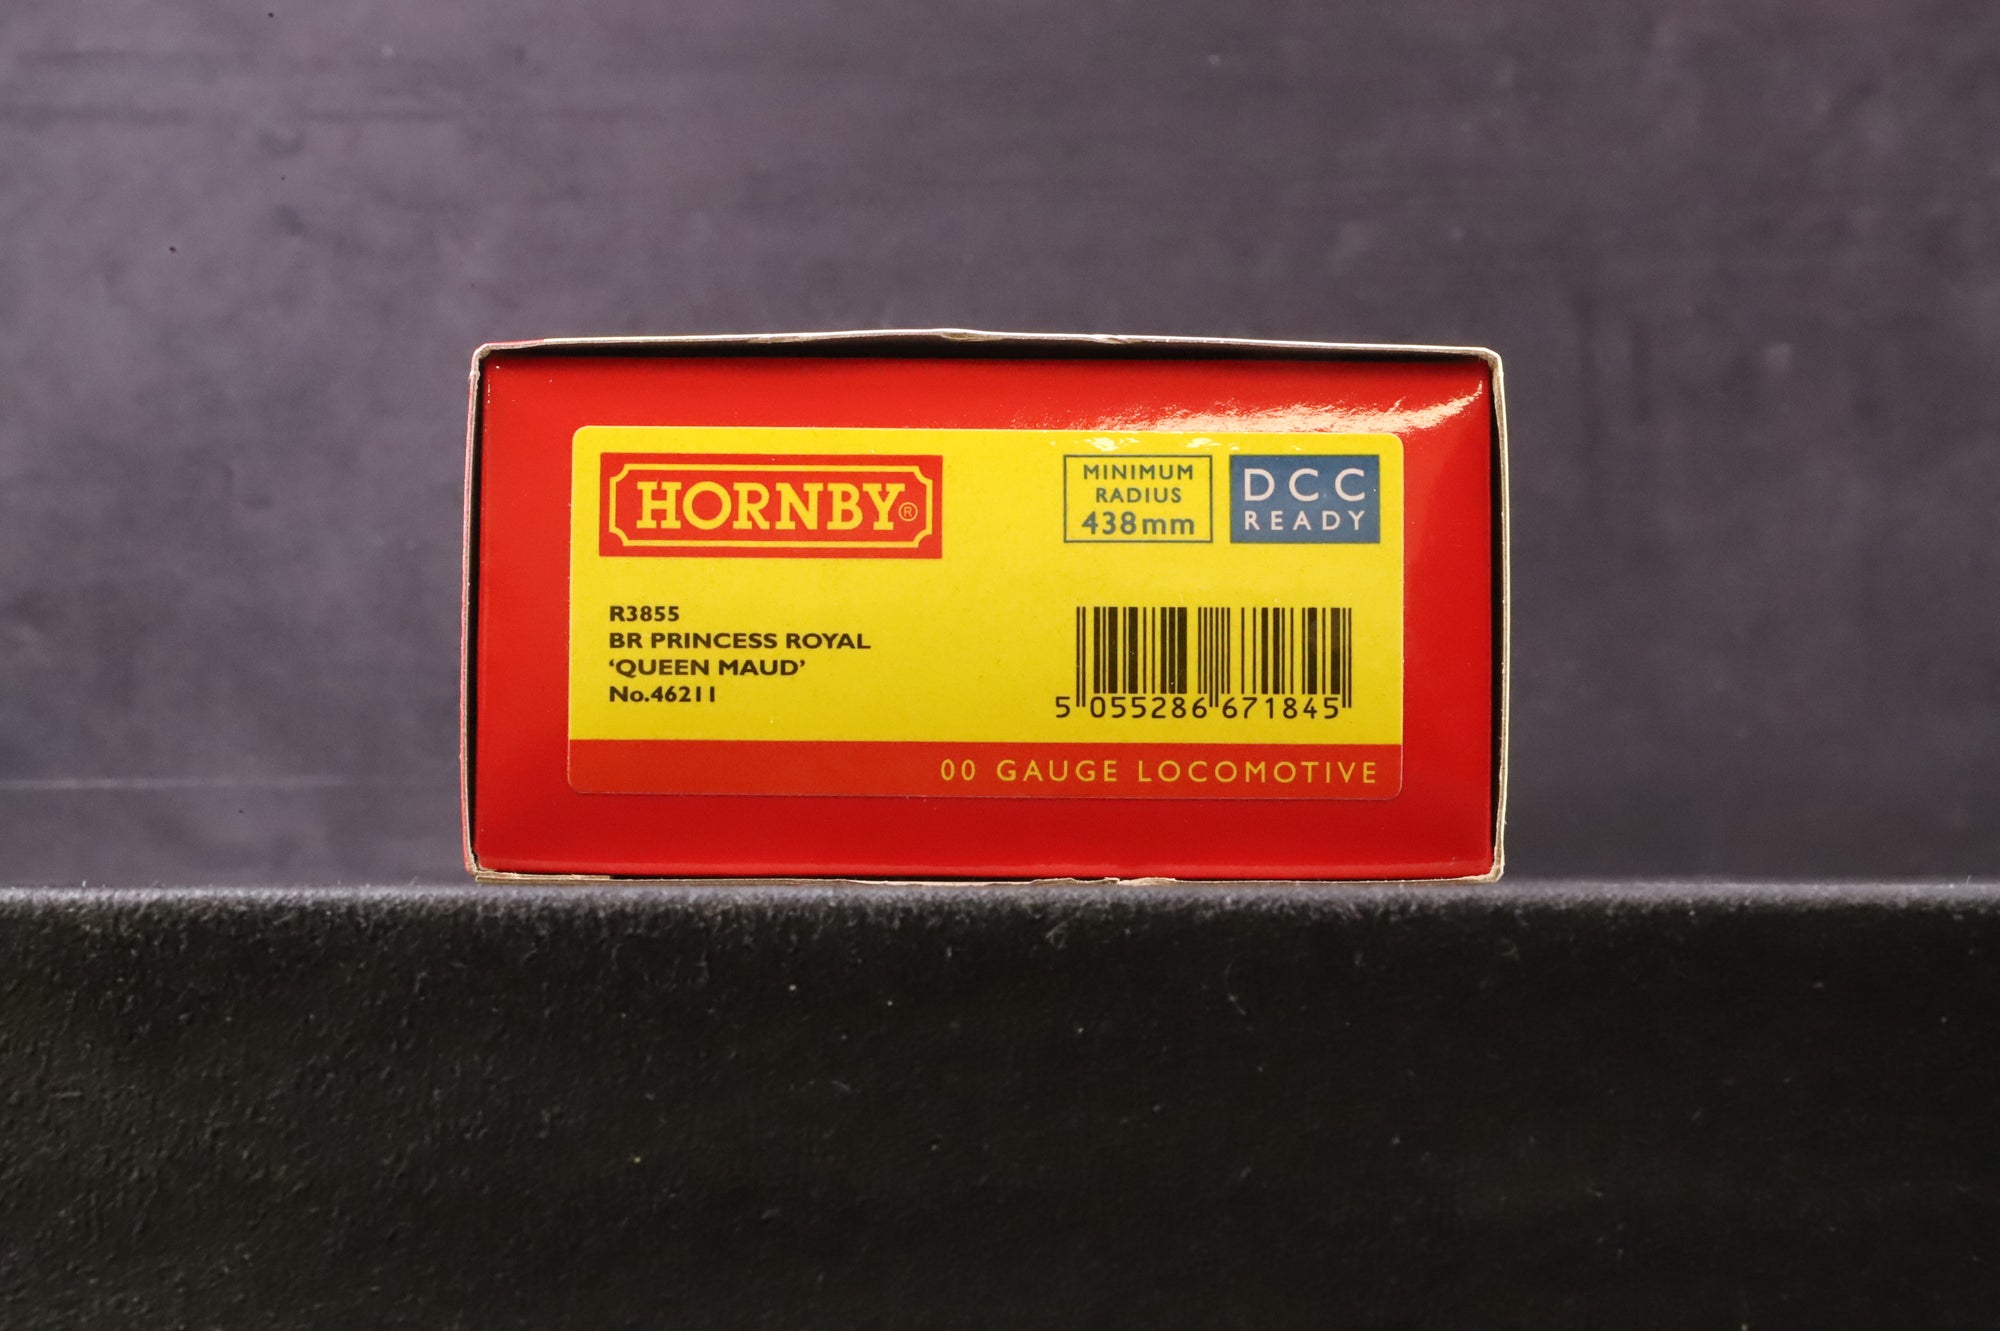 HORNBY®
MINIMUM
RADIUS
438mm
DCC
READY
R3855
BR PRINCESS ROYAL
‘QUEEN MAUD’
No.46211
5 055286 671845
00 GAUGE LOCOMOTIVE